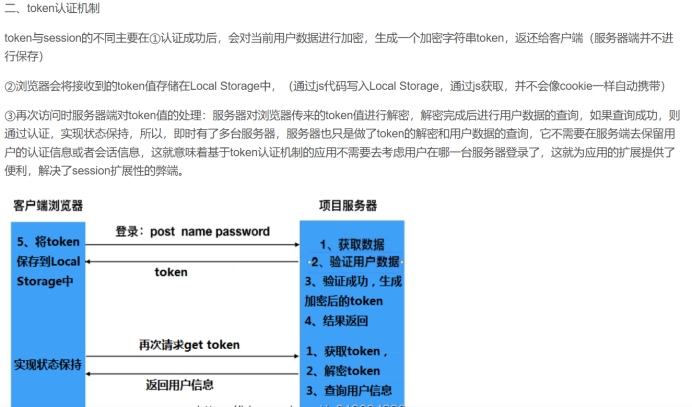 二、token认证机制
token与session的不同主要在①认证成功后，会对当前用户数据进行加密，生成一个加密字符串token，返还给客户端（服务器端并不进
行保存）
②浏览器会将接收到的token值存储在Local Storage中，（通过js代码写入Local Storage，通过js获取，并不会像cookie一样自动携带）
③再次访问时服务器端对token值的处理：服务器对浏览器传来的token值进行解密，解密完成后进行用户数据的查询，如果查询成功，则
通过认证，实现状态保持，所以，即时有了多台服务器，服务器也只是做了token的解密和用户数据的查询，它不需要在服务端去保留用
户的认证信息或者会话信息，这就意味着基于token认证机制的应用不需要去考虑用户在哪一台服务器登录了，这就为应用的扩展提供了
便利，解决了session扩展性的弊端。
客户端浏览器
项目服务器
登录：post name password
5、将token
保存到Local
Storage中
token
1、获取数据
2、验证用户数据
3、验证成功，生成
加密后的token
4、结果返回
再次请求get token
实现状态保持
返回用户信息
1、获取token，
2、解密token
3、查询用户信息